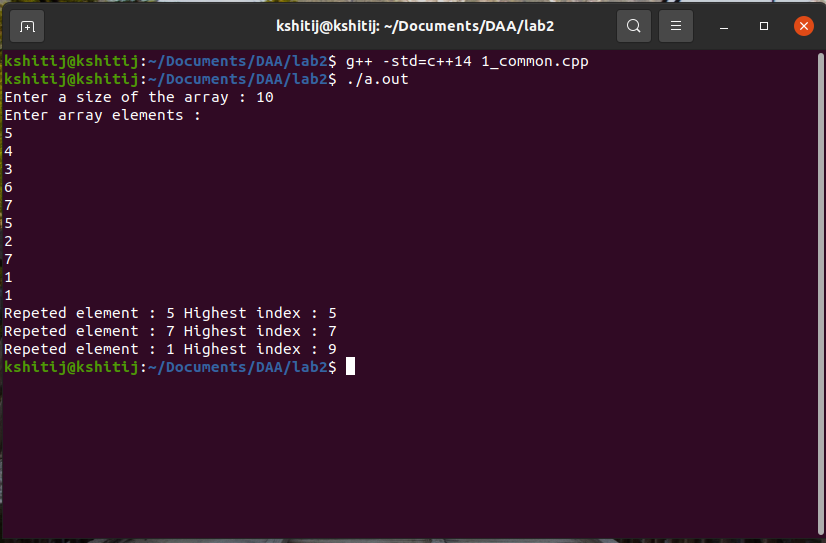 kshitij@kshitij: ~/Documents/DAA/lab2
kshitij@kshitij:~/Documents/DAA/lab2$ g++ -std=c++14 1_common.cpp
kshitij@kshitij:~/Documents/DAA/lab2$ ./a.out
Enter a size of the array : 10
Enter array elements :
5
4
3
6
7
5
2
7
1
1
Repeted element : 5 Highest index : 5
Repeted element : 7 Highest index : 7
Repeted element : 1 Highest index : 9
kshitij@kshitij:~/Documents/DAA/lab2$